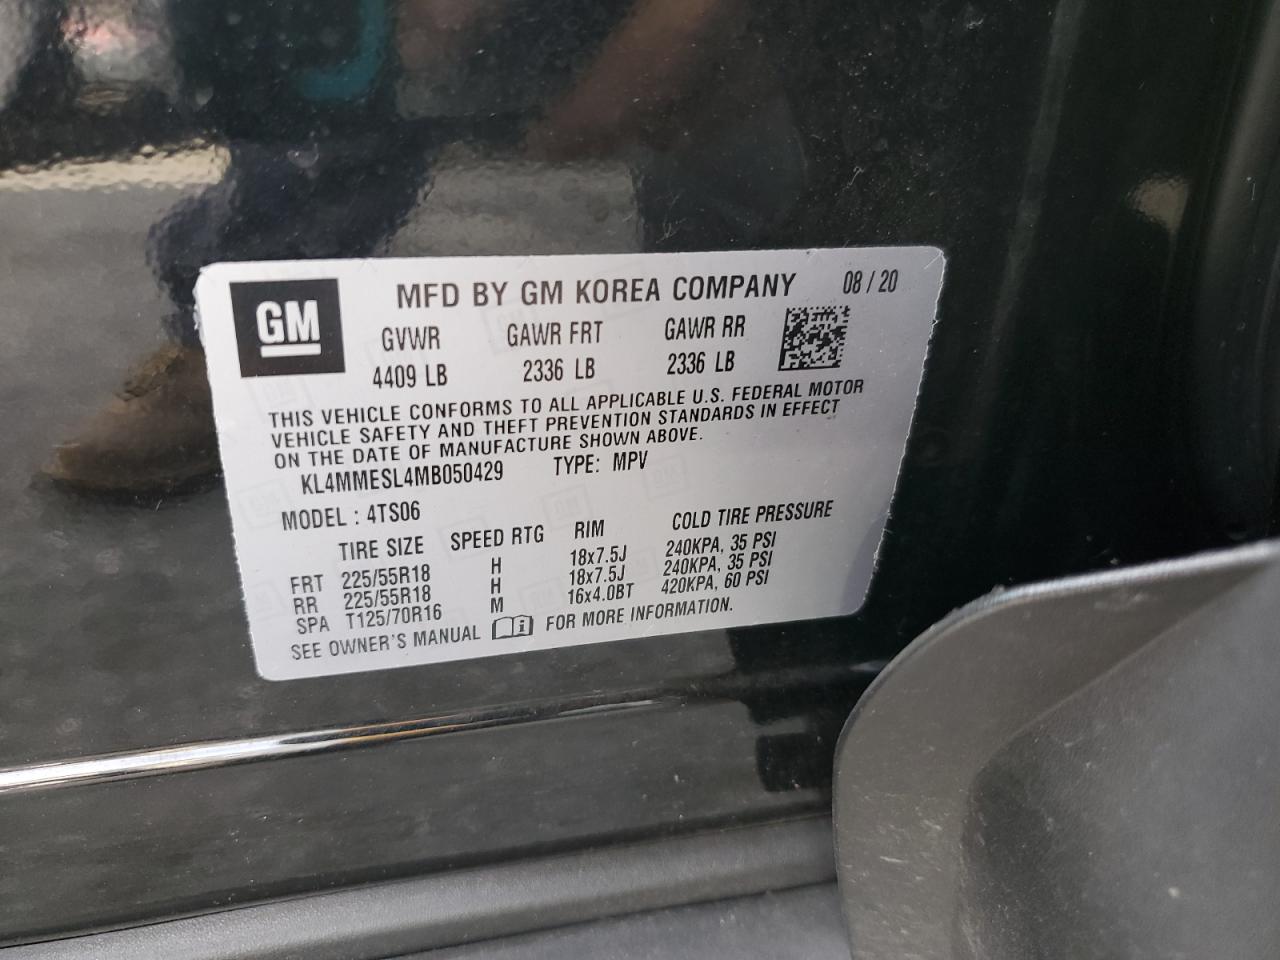 GM
MFD BY GM KOREA COMPANY 08 / 20
GVWR GAWR FRT GAWR RR
4409 LB 2336 LB 2336 LB
THIS VEHICLE CONFORMS TO ALL APPLICABLE U.S. FEDERAL MOTOR
VEHICLE SAFETY AND THEFT PREVENTION STANDARDS IN EFFECT
ON THE DATE OF MANUFACTURE SHOWN ABOVE.
KL4MMESL4MB050429 TYPE: MPV
MODEL : 4TS06
TIRE SIZE SPEED RTG RIM COLD TIRE PRESSURE
FRT 225/55R18 H 18x7.5J 240KPA, 35 PSI
RR 225/55R18 H 18x7.5J 240KPA, 35 PSI
SPA T125/70R16 M 16x4.0BT 420KPA, 60 PSI
SEE OWNER'S MANUAL FOR MORE INFORMATION.